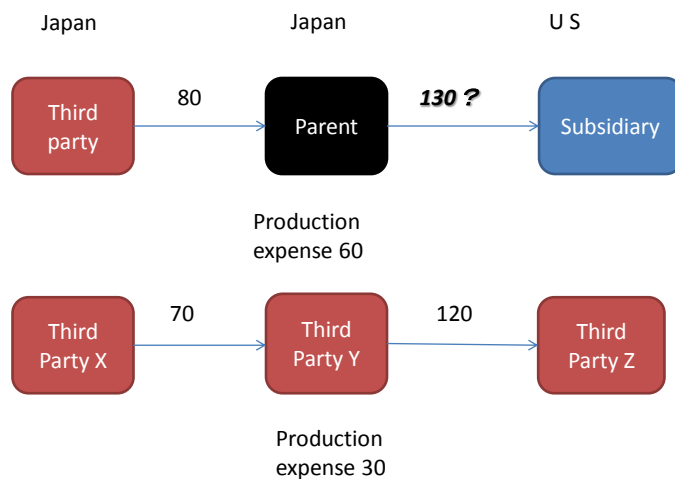 Japan
Japan
U S
Third
party
80
Parent
130 ?
Subsidiary
Production
expense 60
Third
Party X
70
Third
Party Y
120
Third
Party Z
Production
expense 30